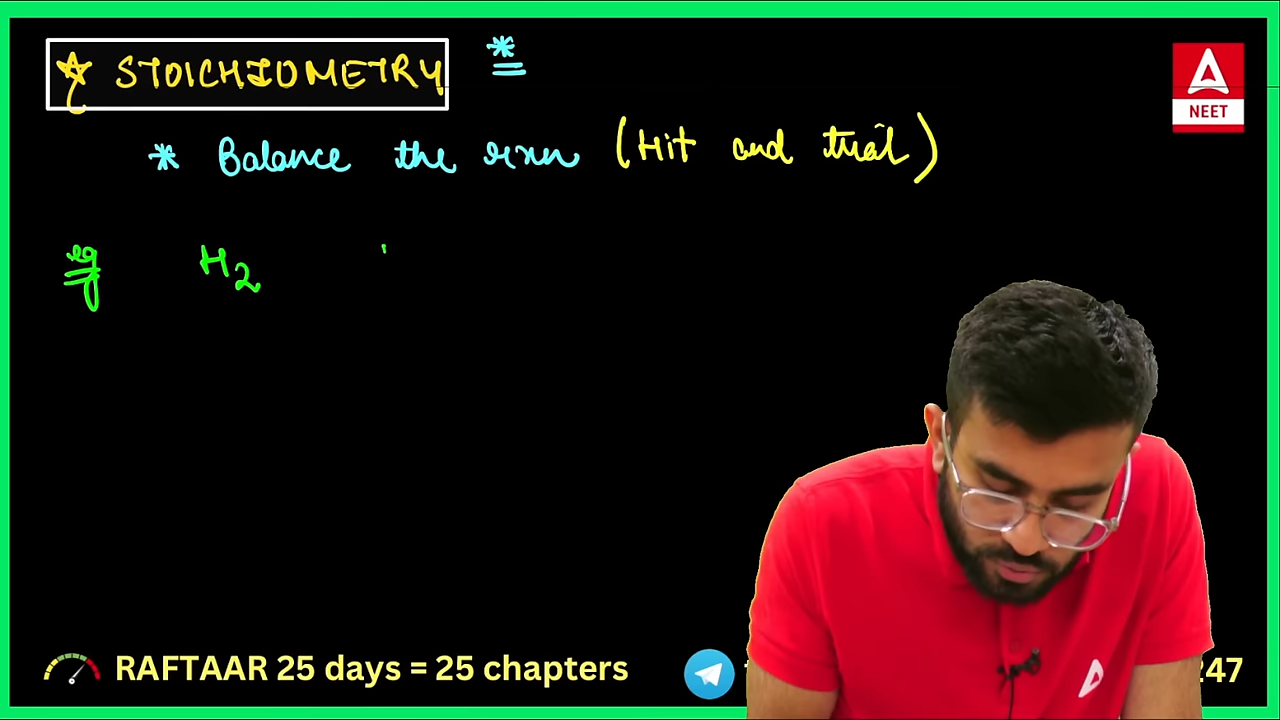 ☆ STOICHIOMETRY *
* Balance the rxn (Hit and trial)
eg H2
NEET
RAFTAAR 25 days = 25 chapters
247